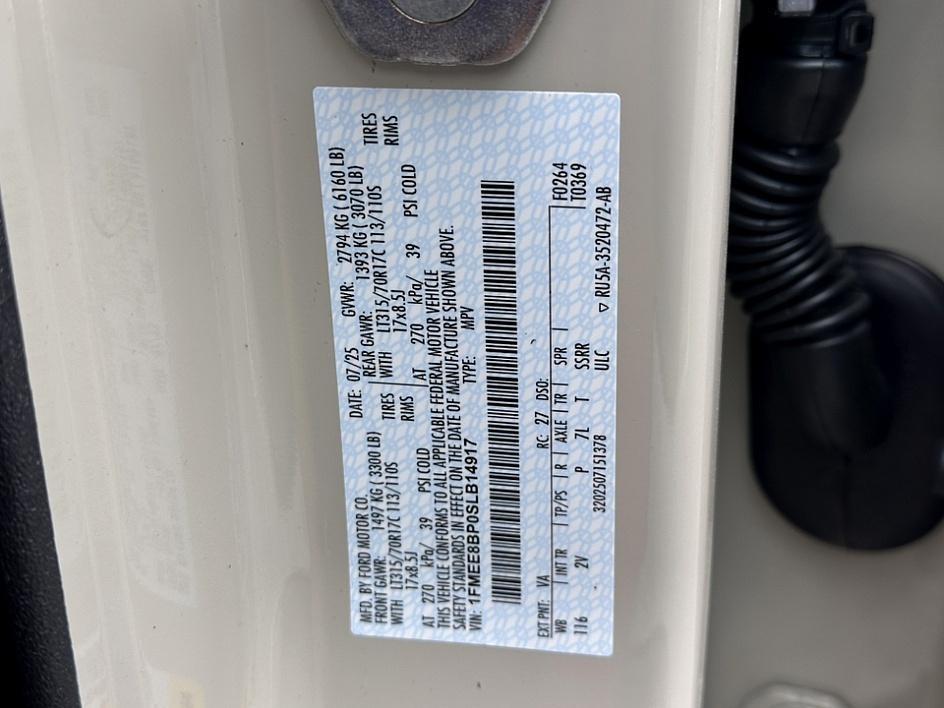 MFD. BY FORD MOTOR CO. DATE: 07/25 GVWR: 2794 KG ( 6160 LB)
FRONT GAWR: 1497 KG ( 3300 LB) REAR GAWR: 1393 KG ( 3070 LB)
WITH LT315/70R17C 113/110S TIRES WITH LT315/70R17C 113/110S TIRES
17x8.5J RIMS 17x8.5J RIMS
AT 270 kPa/ 39 PSI COLD AT 270 kPa/ 39 PSI COLD
THIS VEHICLE CONFORMS TO ALL APPLICABLE FEDERAL MOTOR VEHICLE
SAFETY STANDARDS IN EFFECT ON THE DATE OF MANUFACTURE SHOWN ABOVE.
VIN: 1FMEE8BP0SLB14917 TYPE: MPV
EXT PNT: VA RC 27 DSO: F0264
WB | INT TR | TP/PS | R | AXLE | TR | SPR | T0369
116 2V P 7L T SSRR
3202507151378 ULC ▽ RU5A-3520472-AB